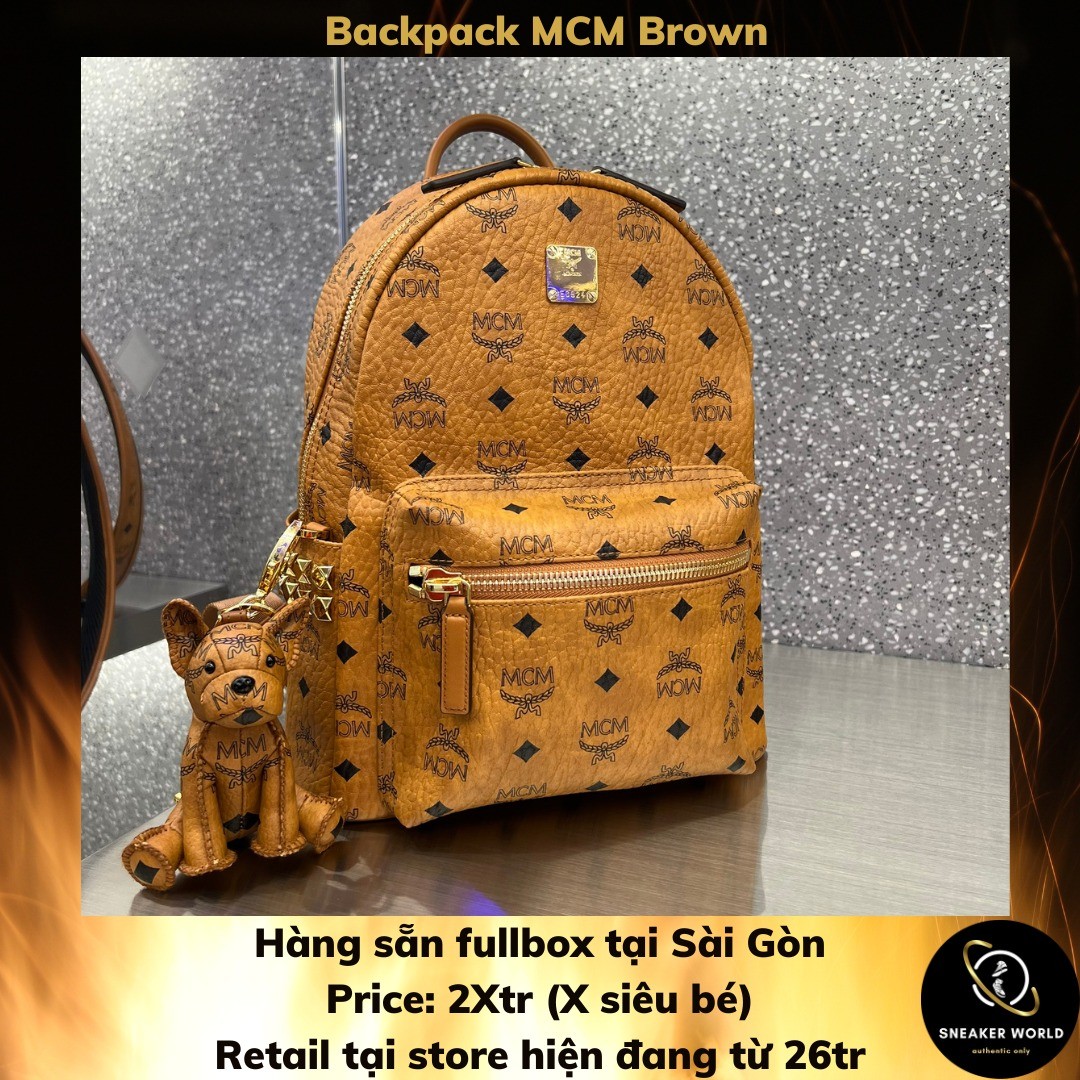 Backpack MCM Brown
MCM
Hàng sẵn fullbox tại Sài Gòn
Price: 2Xtr (X siêu bé)
Retail tại store hiện đang từ 26tr
SNEAKER WORLD
authentic only